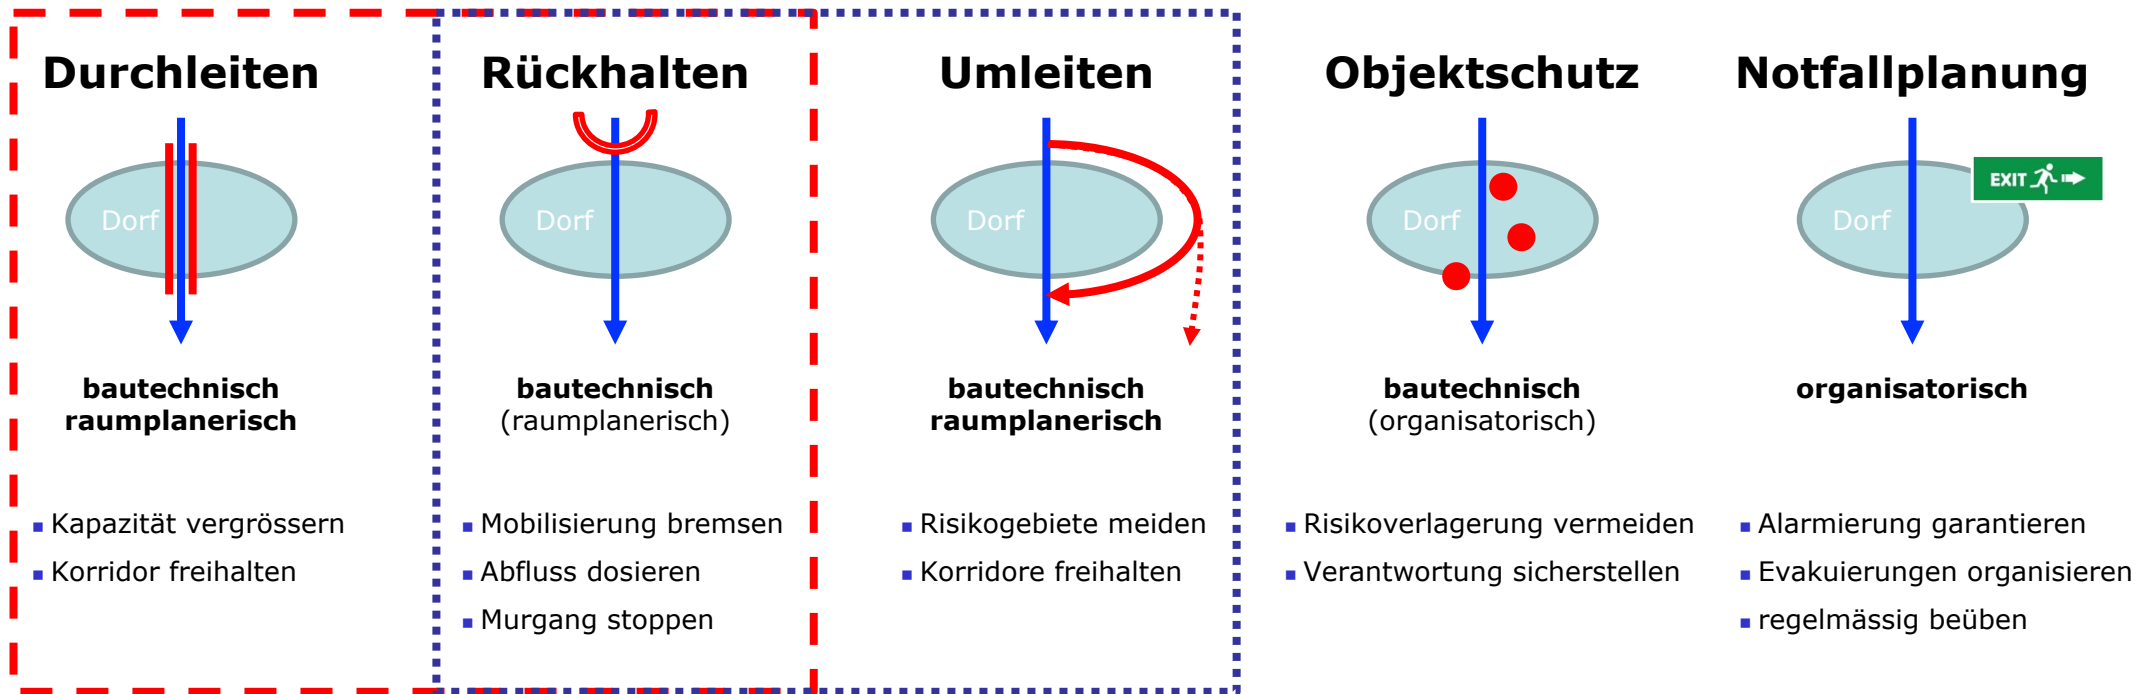 Durchleiten
Dorf
bautechnisch
raumplanerisch
Kapazität vergrössern
Korridor freihalten
Rückhalten
Dorf
bautechnisch
(raumplanerisch)
Mobilisierung bremsen
Abfluss dosieren
Murgang stoppen
Umleiten
Dorf
bautechnisch
raumplanerisch
Risikogebiete meiden
Korridore freihalten
Objektschutz
Dorf
bautechnisch
(organisatorisch)
Risikoverlagerung vermeiden
Verantwortung sicherstellen
Notfallplanung
EXIT
Dorf
organisatorisch
Alarmierung garantieren
Evakuierungen organisieren
regelmässig beüben